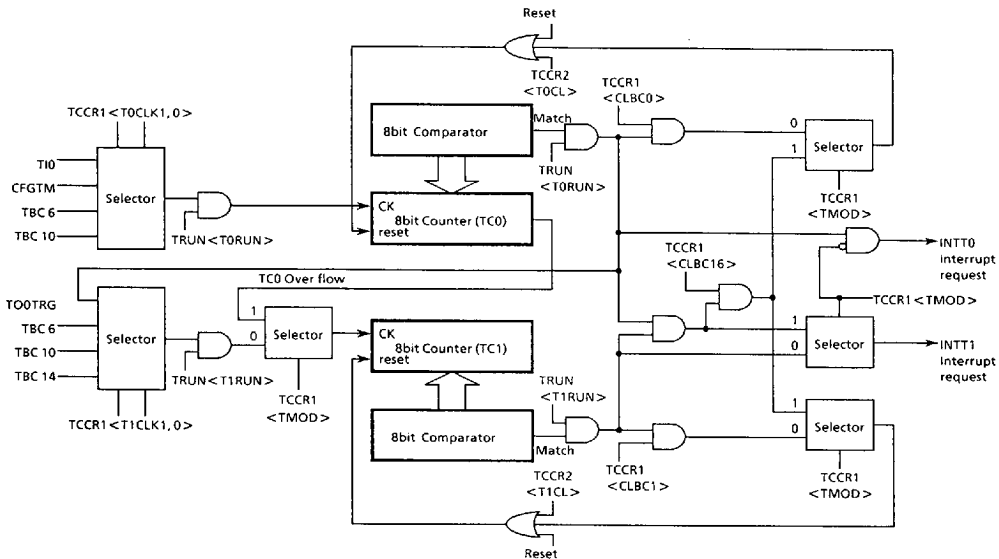 Reset
TCCR2
<T0CL>
TCCR1
<CLBC0>
TCCR1<T0CLK1,0>
8bit Comparator
Match
TRUN
<T0RUN>
0
1
Selector
TCCR1
<TMOD>
TI0
CFGTM
TBC 6
TBC 10
Selector
TRUN<T0RUN>
CK
8bit Counter (TC0)
reset
TCCR1
<CLBC16>
INTT0
interrupt
request
TC0 Over flow
TCCR1<TMOD>
TO0TRG
TBC 6
TBC 10
TBC 14
Selector
TRUN<T1RUN>
1
0
Selector
TCCR1
<TMOD>
CK
8bit Counter (TC1)
reset
1
0
Selector
INTT1
Interrupt
request
TCCR1<T1CLK1,0>
8bit Comparator
Match
TRUN
<T1RUN>
TCCR1
<CLBC1>
1
0
Selector
TCCR1
<TMOD>
TCCR2
<T1CL>
Reset